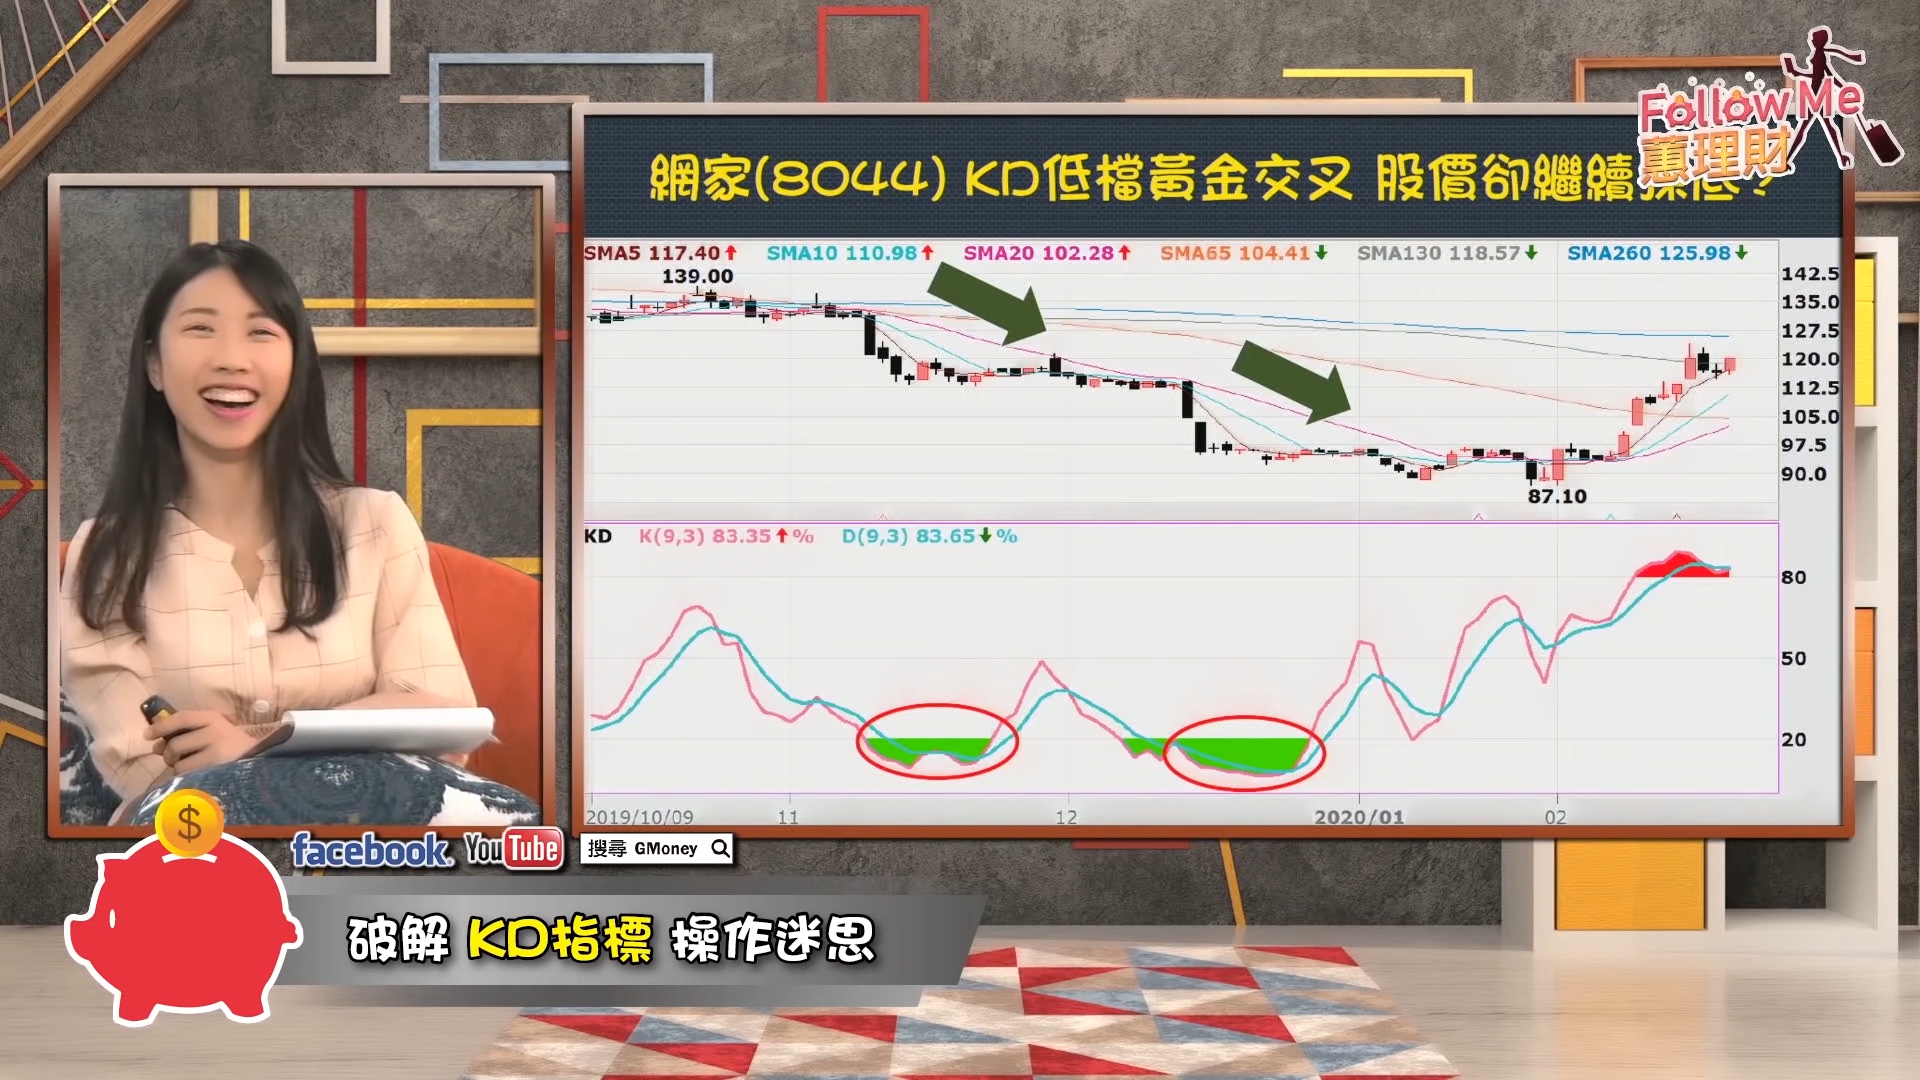 FollowMe
蕙理財
網家(8044) KD低檔黃金交叉 股價卻繼續探底?
SMA5 117.40 SMA10 110.98 SMA20 102.28 SMA65 104.41 SMA130 118.57 SMA260 125.98
139.00
142.5
135.0
127.5
120.0
112.5
105.0
97.5
90.0
87.10
KD K(9,3) 83.35 % D(9,3) 83.65 %
80
50
20
2019/10/09 11 12 2020/01 02
facebook. YouTube 搜尋 GMoney
$
破解 KD指標 操作迷思